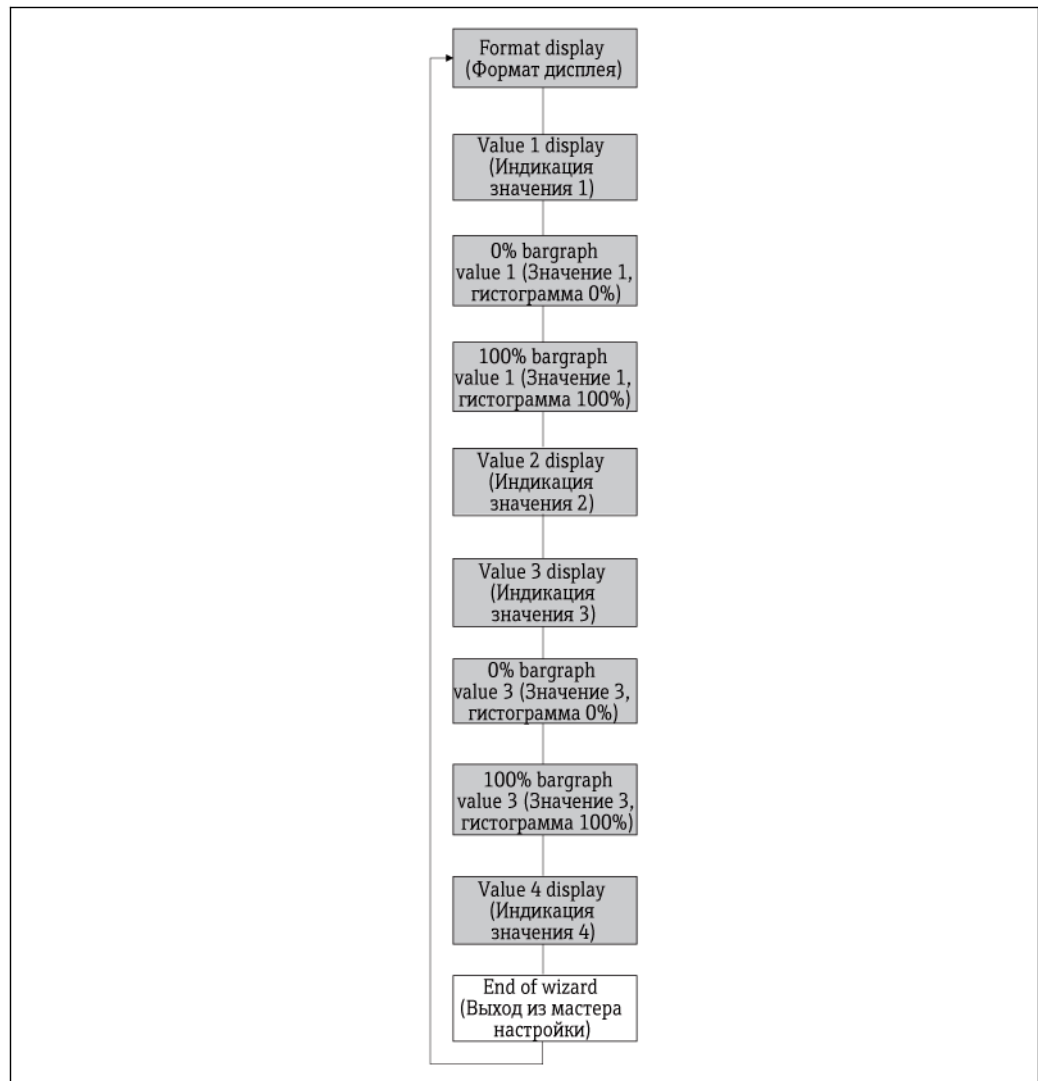 Format display
(Формат дисплея)
Value 1 display
(Индикация
значения 1)
0% bargraph
value 1 (Значение 1,
гистограмма 0%)
100% bargraph
value 1 (Значение 1,
гистограмма 100%)
Value 2 display
(Индикация
значения 2)
Value 3 display
(Индикация
значения 3)
0% bargraph
value 3 (Значение 3,
гистограмма 0%)
100% bargraph
value 3 (Значение 3,
гистограмма 100%)
Value 4 display
(Индикация
значения 4)
End of wizard
(Выход из мастера
настройки)